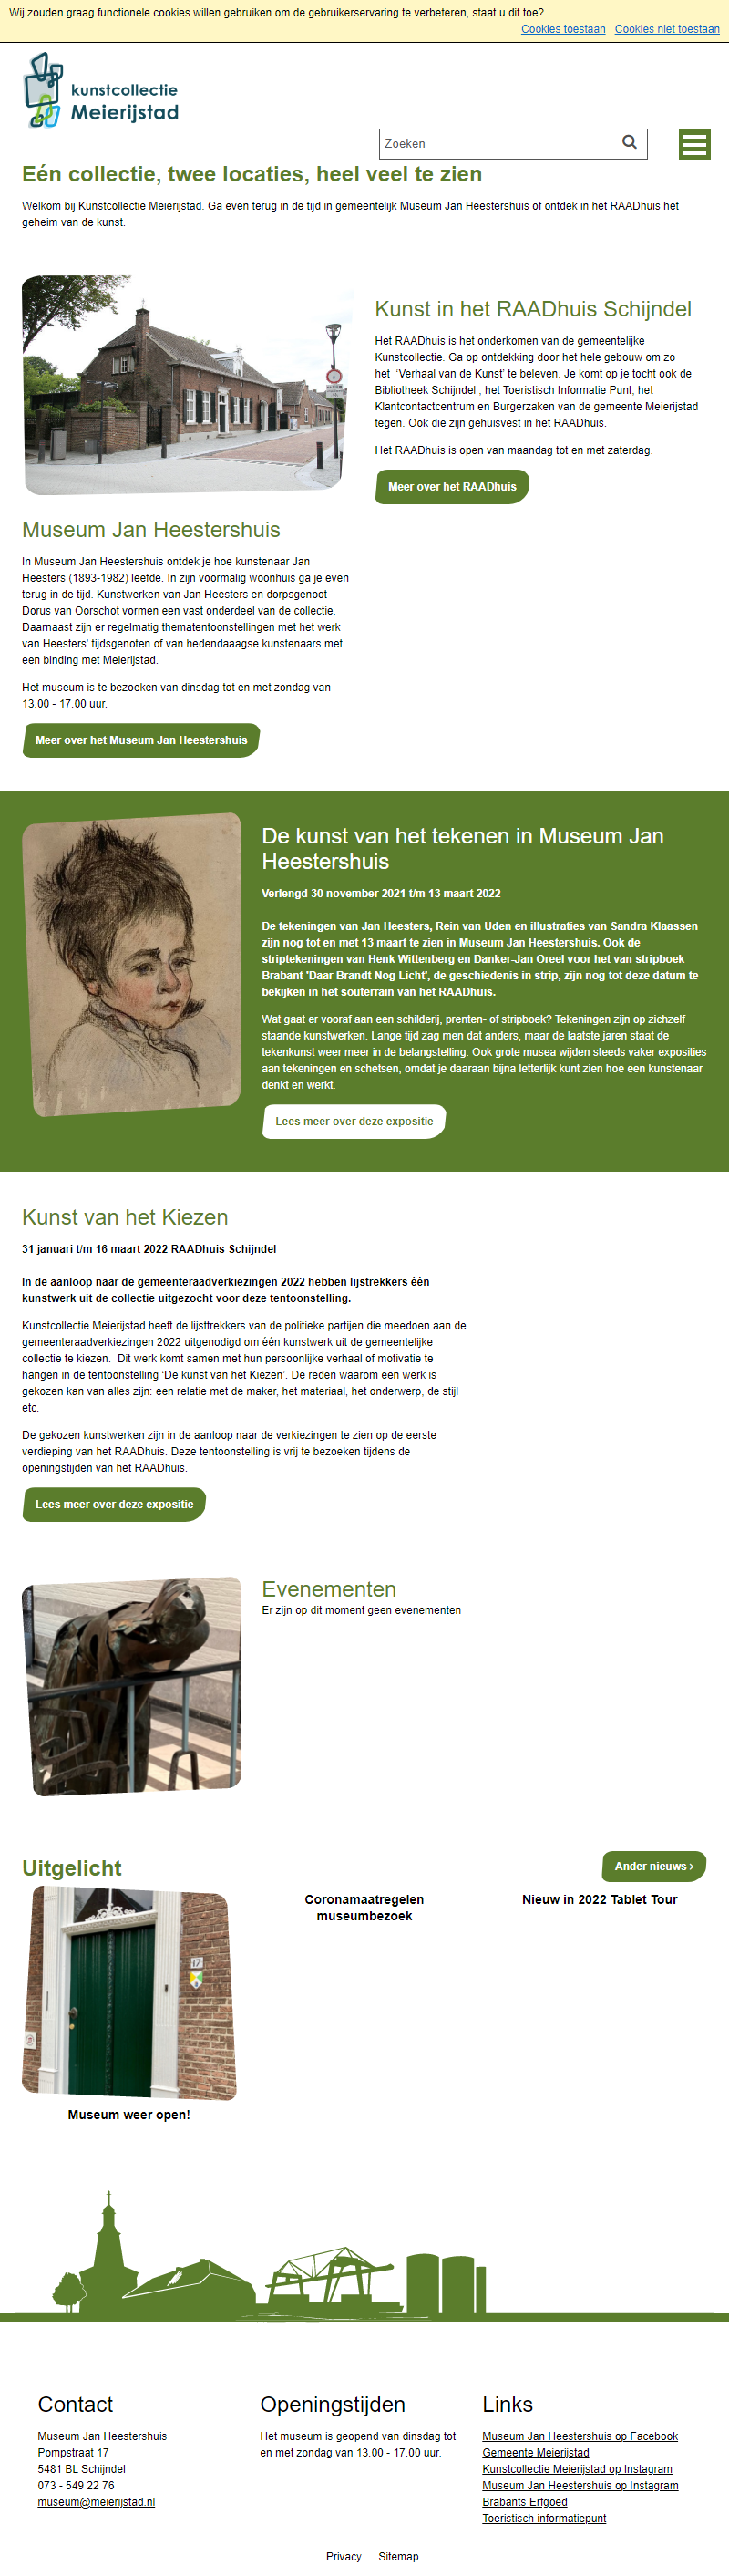 Wij zouden graag functionele cookies willen gebruiken om de gebruikerservaring te verbeteren, staat u dit toe?
Cookies toestaan Cookies niet toestaan
kunstcollectie
Meierijstad
Zoeken
Eén collectie, twee locaties, heel veel te zien
Welkom bij Kunstcollectie Meierijstad. Ga even terug in de tijd in gemeentelijk Museum Jan Heestershuis of ontdek in het RAADhuis het
geheim van de kunst.
Kunst in het RAADhuis Schijndel
Het RAADhuis is het onderkomen van de gemeentelijke
Kunstcollectie. Ga op ontdekking door het hele gebouw om zo
het 'Verhaal van de Kunst' te beleven. Je komt op je tocht ook de
Bibliotheek Schijndel , het Toeristisch Informatie Punt, het
Klantcontactcentrum en Burgerzaken van de gemeente Meierijstad
tegen. Ook die zijn gehuisvest in het RAADhuis.
Het RAADhuis is open van maandag tot en met zaterdag.
Meer over het RAADhuis
Museum Jan Heestershuis
In Museum Jan Heestershuis ontdek je hoe kunstenaar Jan
Heesters (1893-1982) leefde. In zijn voormalig woonhuis ga je even
terug in de tijd. Kunstwerken van Jan Heesters en dorpsgenoot
Dorus van Oorschot vormen een vast onderdeel van de collectie.
Daarnaast zijn er regelmatig thematentoonstellingen met het werk
van Heesters' tijdsgenoten of van hedendaaagse kunstenaars met
een binding met Meierijstad.
Het museum is te bezoeken van dinsdag tot en met zondag van
13.00 - 17.00 uur.
Meer over het Museum Jan Heestershuis
De kunst van het tekenen in Museum Jan
Heestershuis
Verlengd 30 november 2021 t/m 13 maart 2022
De tekeningen van Jan Heesters, Rein van Uden en illustraties van Sandra Klaassen
zijn nog tot en met 13 maart te zien in Museum Jan Heestershuis. Ook de
striptekeningen van Henk Wittenberg en Danker-Jan Oreel voor het van stripboek
Brabant 'Daar Brandt Nog Licht', de geschiedenis in strip, zijn nog tot deze datum te
bekijken in het souterrain van het RAADhuis.
Wat gaat er vooraf aan een schilderij, prenten- of stripboek? Tekeningen zijn op zichzelf
staande kunstwerken. Lange tijd zag men dat anders, maar de laatste jaren staat de
tekenkunst weer meer in de belangstelling. Ook grote musea wijden steeds vaker exposities
aan tekeningen en schetsen, omdat je daaraan bijna letterlijk kunt zien hoe een kunstenaar
denkt en werkt.
Lees meer over deze expositie
Kunst van het Kiezen
31 januari t/m 16 maart 2022 RAADhuis Schijndel
In de aanloop naar de gemeenteraadverkiezingen 2022 hebben lijstrekkers één
kunstwerk uit de collectie uitgezocht voor deze tentoonstelling.
Kunstcollectie Meierijstad heeft de lijsttrekkers van de politieke partijen die meedoen aan de
gemeenteraadverkiezingen 2022 uitgenodigd om één kunstwerk uit de gemeentelijke
collectie te kiezen.  Dit werk komt samen met hun persoonlijke verhaal of motivatie te
hangen in de tentoonstelling 'De kunst van het Kiezen'. De reden waarom een werk is
gekozen kan van alles zijn: een relatie met de maker, het materiaal, het onderwerp, de stijl
etc.
De gekozen kunstwerken zijn in de aanloop naar de verkiezingen te zien op de eerste
verdieping van het RAADhuis. Deze tentoonstelling is vrij te bezoeken tijdens de
openingstijden van het RAADhuis.
Lees meer over deze expositie
Evenementen
Er zijn op dit moment geen evenementen
Uitgelicht
Ander nieuws ›
17
Museum weer open!
Coronamaatregelen
museumbezoek
Nieuw in 2022 Tablet Tour
Contact
Museum Jan Heestershuis
Pompstraat 17
5481 BL Schijndel
073 - 549 22 76
museum@meierijstad.nl
Openingstijden
Het museum is geopend van dinsdag tot
en met zondag van 13.00 - 17.00 uur.
Links
Museum Jan Heestershuis op Facebook
Gemeente Meierijstad
Kunstcollectie Meierijstad op Instagram
Museum Jan Heestershuis op Instagram
Brabants Erfgoed
Toeristisch informatiepunt
Privacy Sitemap